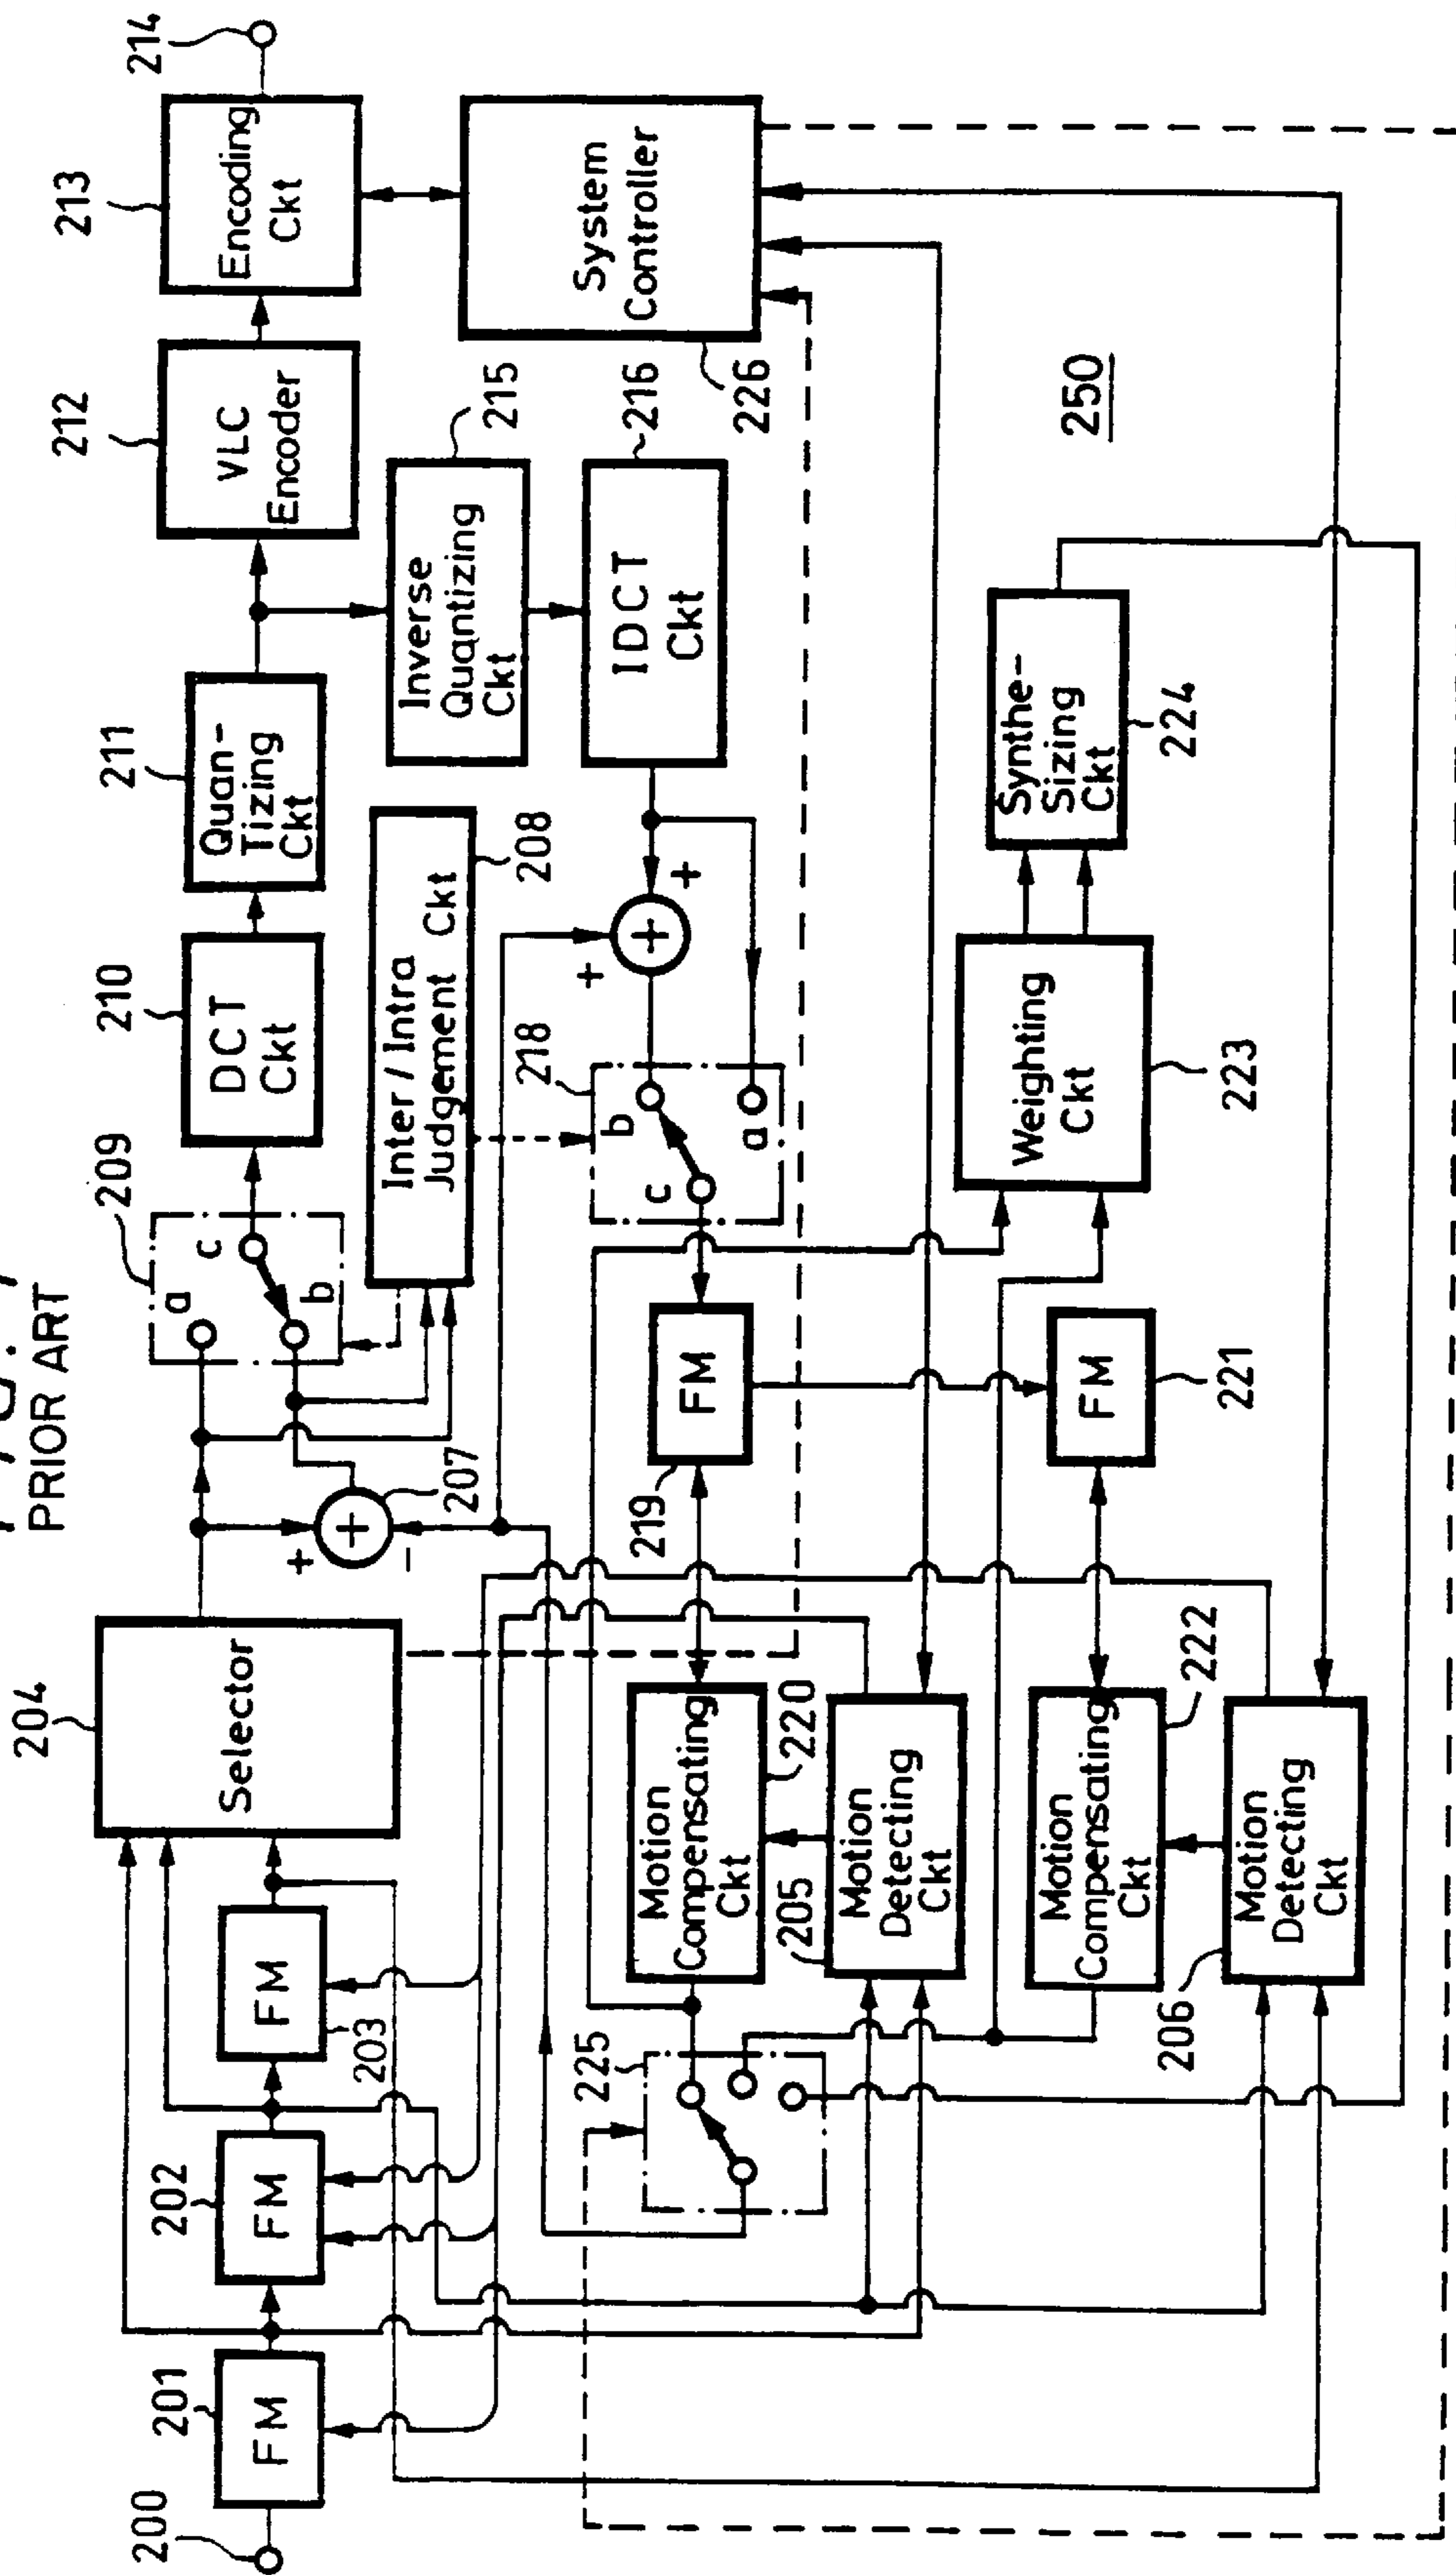 PRIOR ART
204
Selector
209
a
c
b
210
DCT
Ckt
211
Quan-
Tizing
Ckt
212
VLC
Encoder
213
Encoding
Ckt
214
200
201
FM
202
FM
203
FM
+
+
-
207
Inter / Intra
Judgement Ckt
208
Inverse
Quantizing
Ckt
215
IDCT
Ckt
216
System
Controller
226
218
b
c
a
+
+
+
219
FM
225
Motion
Compensating
Ckt
220
205
Motion
Detecting
Ckt
FM
221
Weighting
Ckt
223
Synthe-
Sizing
Ckt
224
250
Motion
Compensating
Ckt
222
206
Motion
Detecting
Ckt